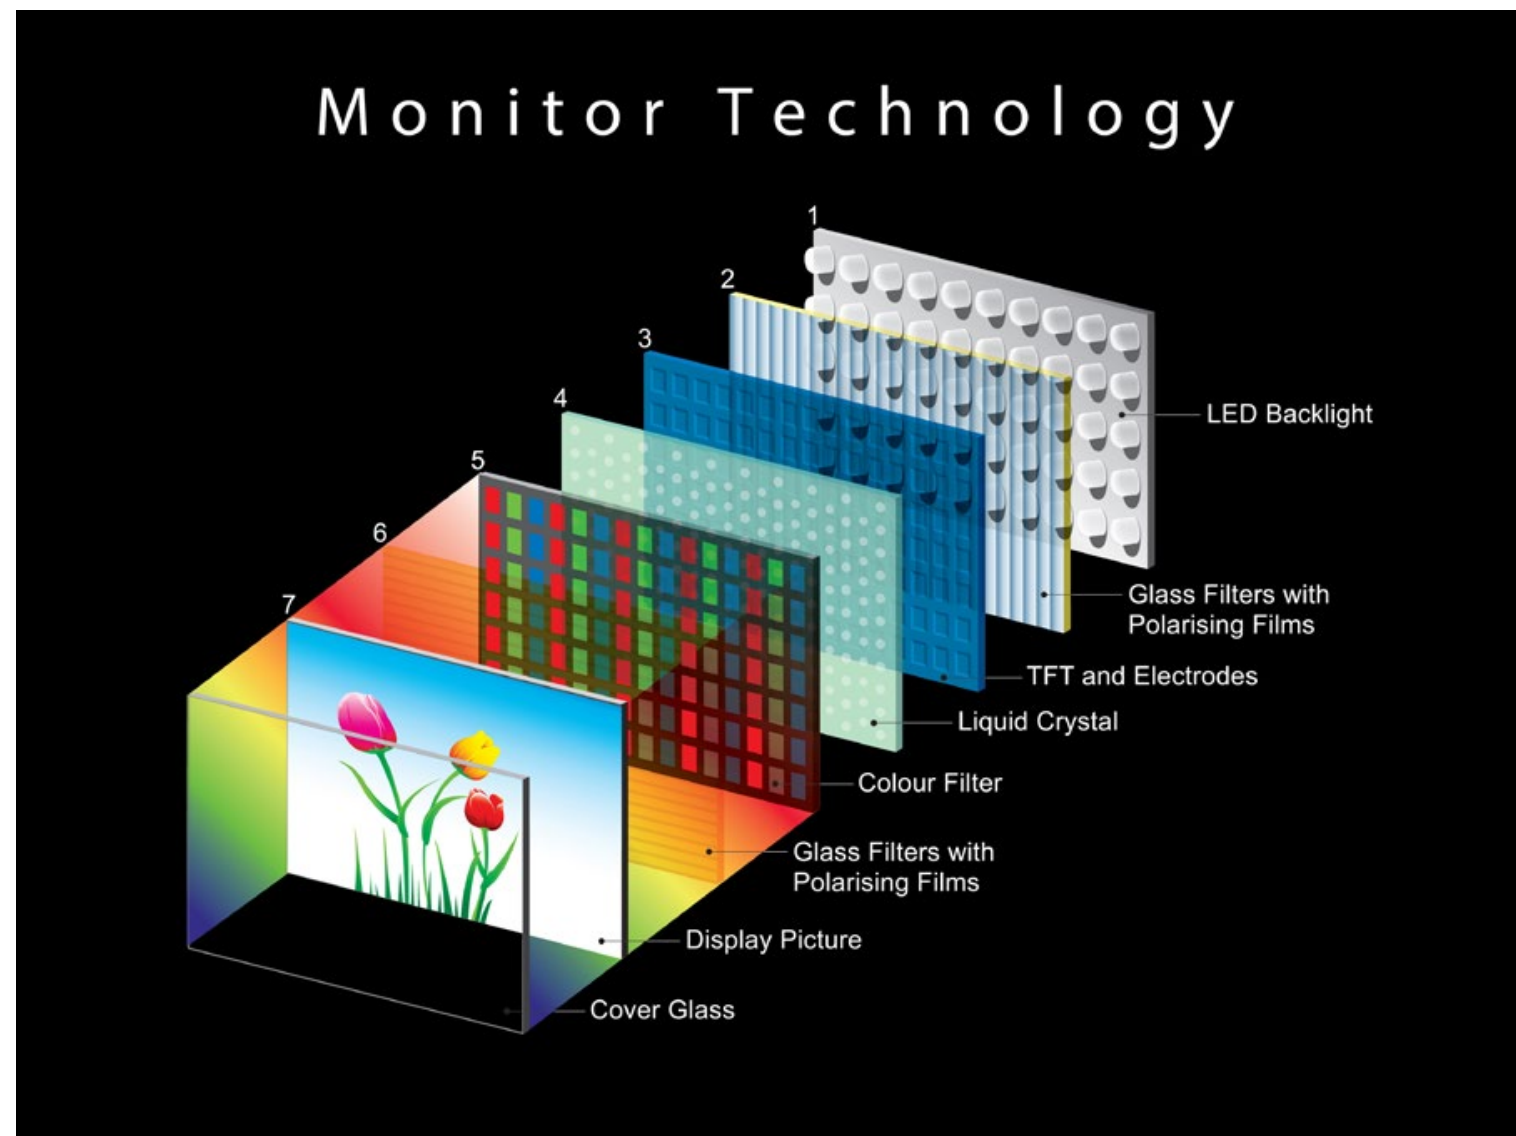 Monitor Technology
1
2
3
4
5
6
7
LED Backlight
Glass Filters with
Polarising Films
TFT and Electrodes
Liquid Crystal
Colour Filter
Glass Filters with
Polarising Films
Display Picture
Cover Glass